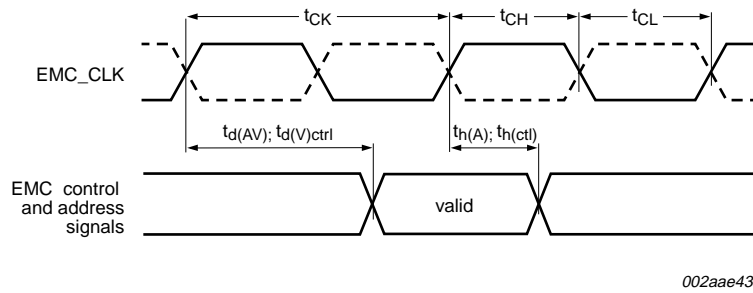 tCK
tCH
tCL
EMC_CLK
td(AV); td(V)ctrl
th(A); th(ctl)
EMC control
and address
signals
valid
002aae43